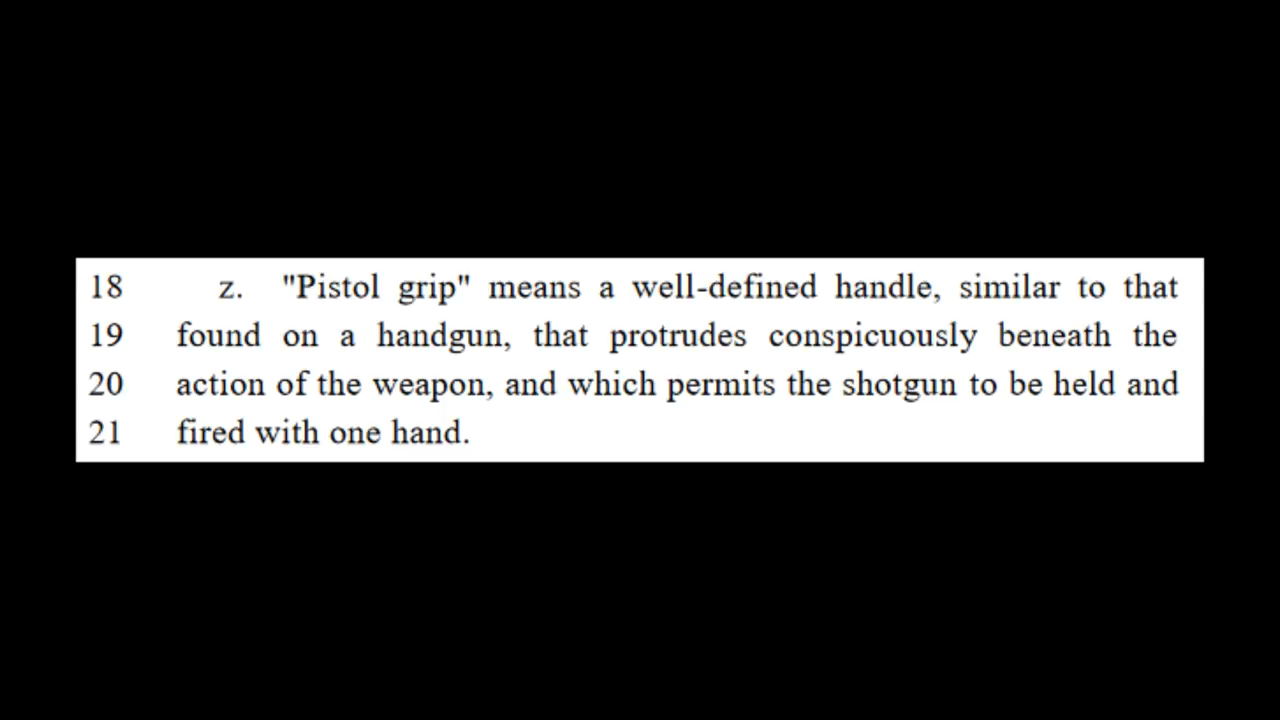 18 z. "Pistol grip" means a well-defined handle, similar to that
19 found on a handgun, that protrudes conspicuously beneath the
20 action of the weapon, and which permits the shotgun to be held and
21 fired with one hand.